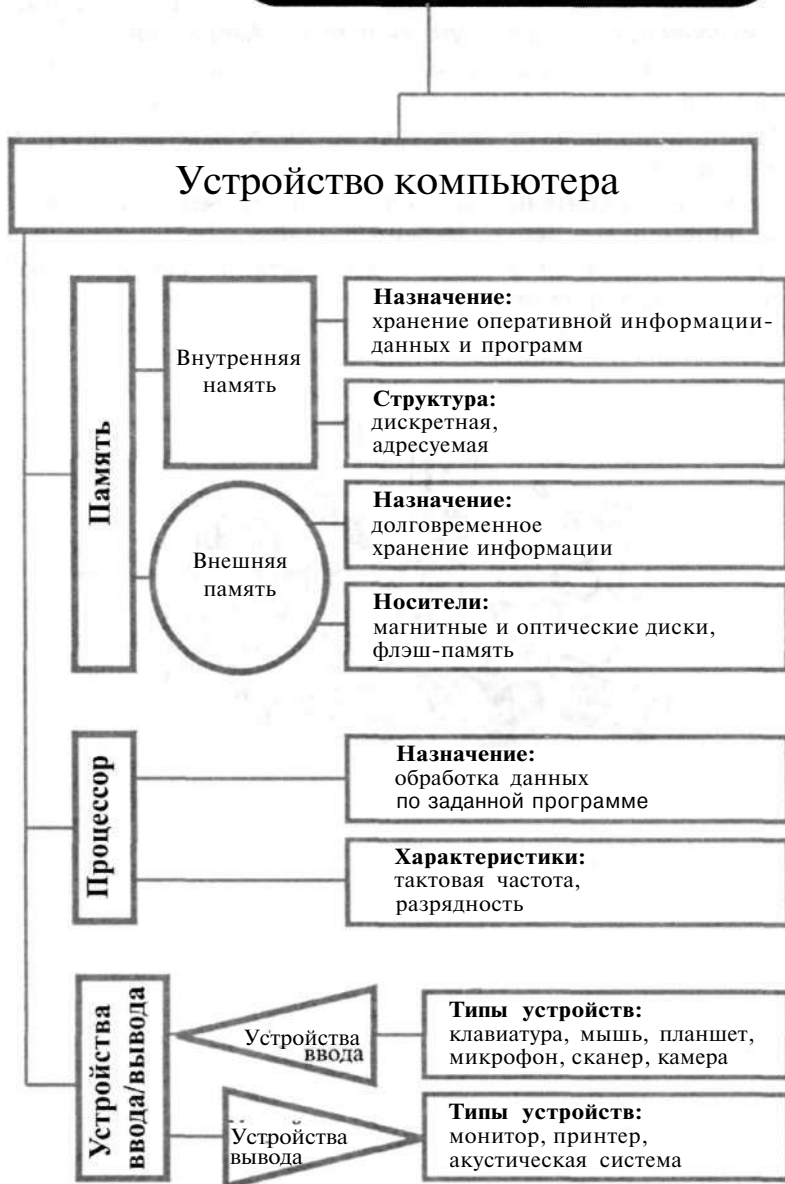 Устройство компьютера
Память
Внутренняя
намять
Назначение:
хранение оперативной информации-
данных и программ
Структура:
дискретная,
адресуемая
Внешняя
память
Назначение:
долговременное
хранение информации
Носители:
магнитные и оптические диски,
флэш-память
Процессор
Назначение:
обработка данных
по заданной программе
Характеристики:
тактовая частота,
разрядность
Устройства
ввода/вывода
Устройства
ввода
Типы устройств:
клавиатура, мышь, планшет,
микрофон, сканер, камера
Устройства
вывода
Типы устройств:
монитор, принтер,
акустическая система